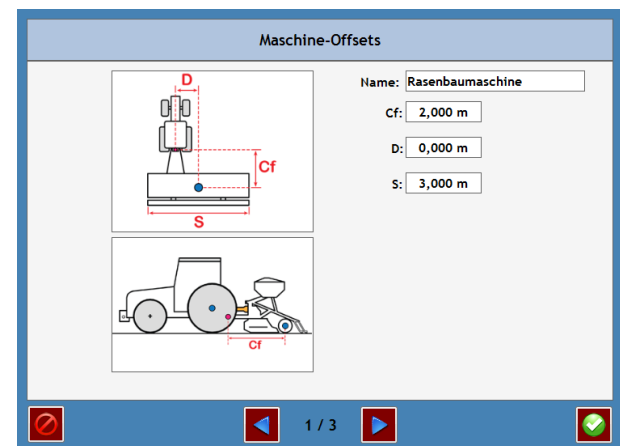 Maschine-Offsets
D
Cf
S
Cf
Name: Rasenbaumaschine
Cf: 2,000 m
D: 0,000 m
S: 3,000 m
1 / 3